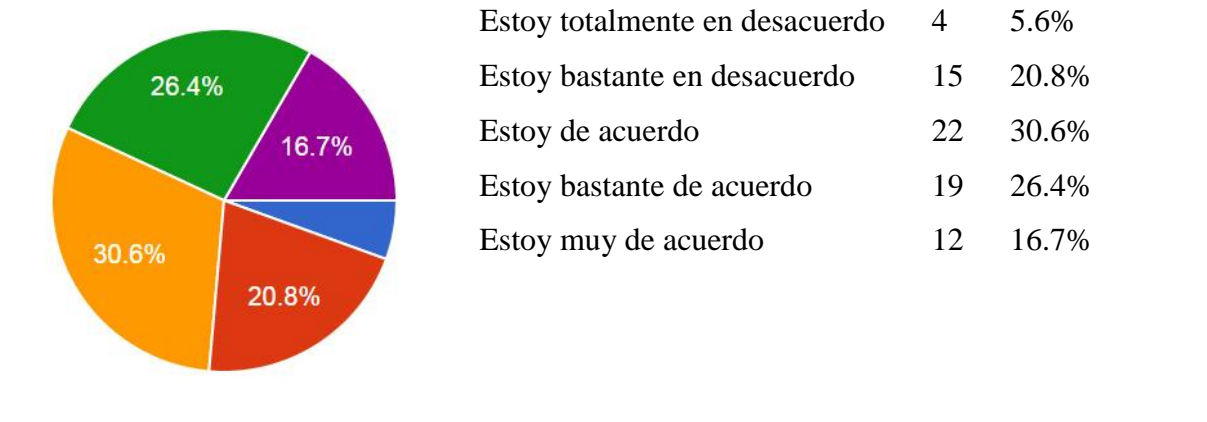 Estoy totalmente en desacuerdo 4 5.6%
Estoy bastante en desacuerdo 15 20.8%
Estoy de acuerdo 22 30.6%
Estoy bastante de acuerdo 19 26.4%
Estoy muy de acuerdo 12 16.7%
26.4%
16.7%
30.6%
20.8%